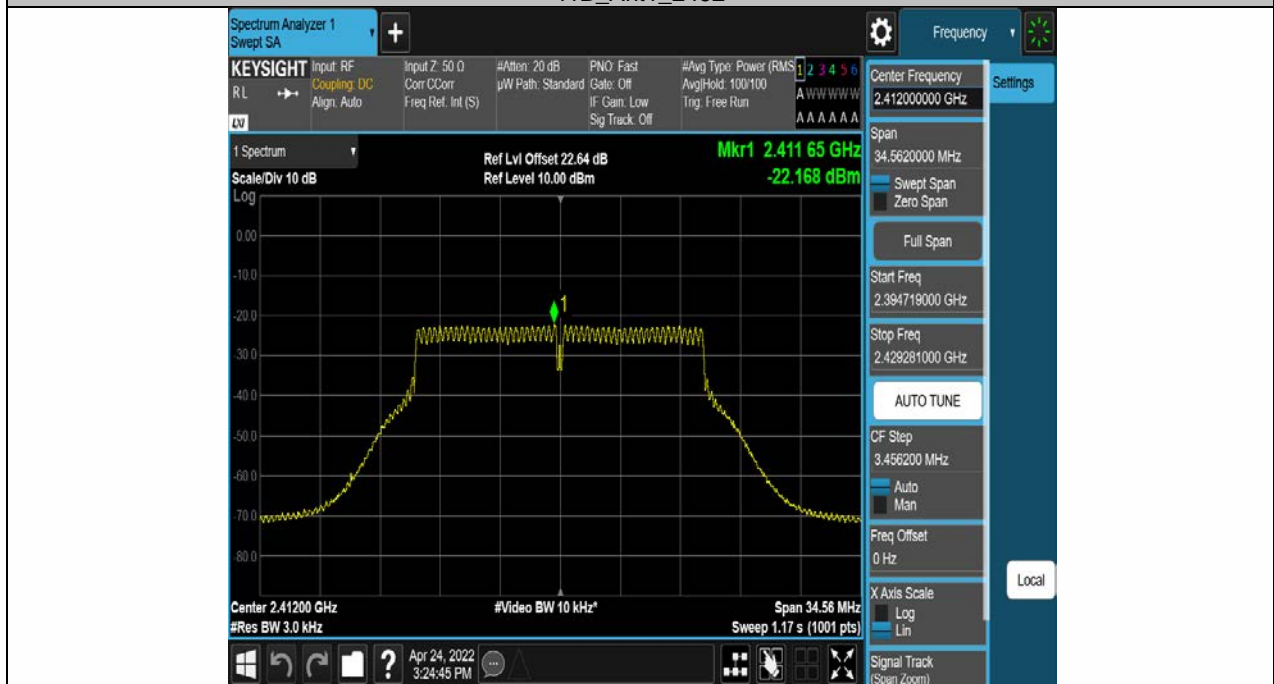 Spectrum Analyzer 1
Swept SA
+
Frequency
KEYSIGHT
RL
LXI
Input: RF
Coupling: DC
Align: Auto
Input Z: 50 Ω
Corr CCorr
Freq Ref: Int (S)
#Atten: 20 dB
µW Path: Standard
PNO: Fast
Gate: Off
IF Gain: Low
Sig Track: Off
#Avg Type: Power (RMS
Avg|Hold: 100/100
Trig: Free Run
1 2 3 4 5 6
A W W W W W
A A A A A A
1 Spectrum
Scale/Div 10 dB
Log
Ref Lvl Offset 22.64 dB
Ref Level 10.00 dBm
Mkr1 2.411 65 GHz
-22.168 dBm
0.00
-10.0
-20.0
-30.0
-40.0
-50.0
-60.0
-70.0
-80.0
1
Center 2.41200 GHz
#Res BW 3.0 kHz
#Video BW 10 kHz*
Span 34.56 MHz
Sweep 1.17 s (1001 pts)
Apr 24, 2022
3:24:45 PM
?
Center Frequency
2.412000000 GHz
Settings
Span
34.5620000 MHz
Swept Span
Zero Span
Full Span
Start Freq
2.394719000 GHz
Stop Freq
2.429281000 GHz
AUTO TUNE
CF Step
3.456200 MHz
Auto
Man
Freq Offset
0 Hz
X Axis Scale
Log
Lin
Local
Signal Track
(Span Zoom)